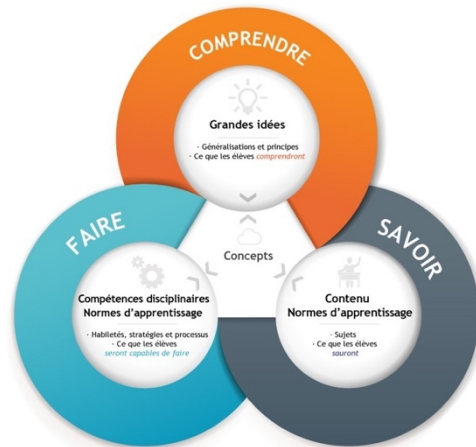 COMPRENDRE
Grandes idées
· Généralisations et principes
· Ce que les élèves comprendront
Concepts
FAIRE
Compétences disciplinaires
Normes d'apprentissage
· Habiletés, stratégies et processus
· Ce que les élèves
seront capables de faire
SAVOIR
Contenu
Normes d'apprentissage
· Sujets
· Ce que les élèves
sauront